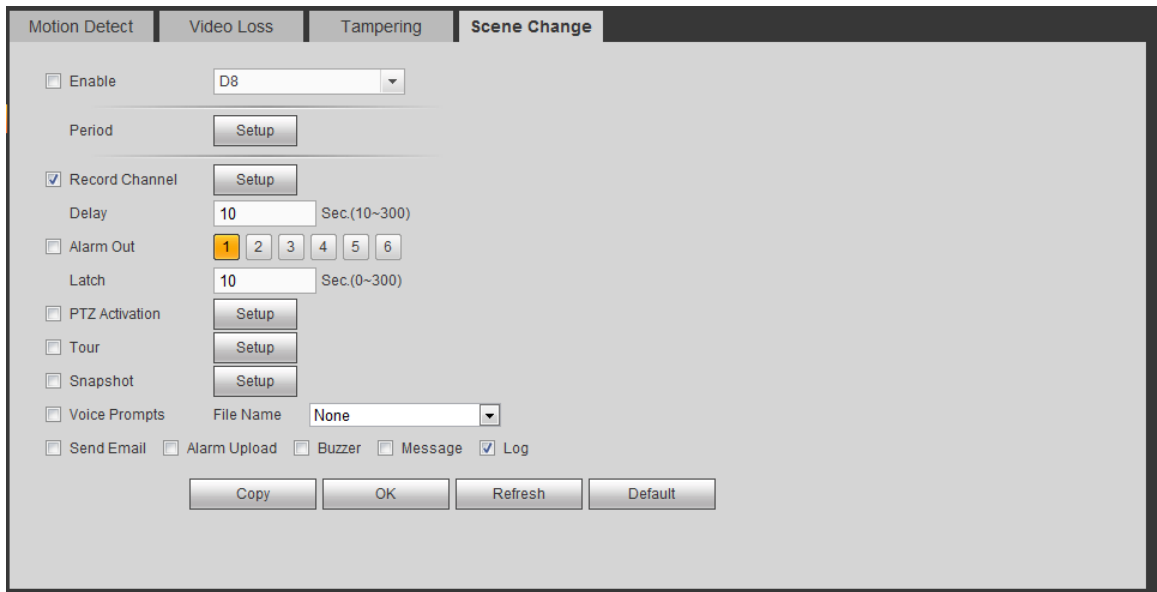 Motion Detect Video Loss Tampering Scene Change
Enable D8
Period Setup
Record Channel Setup
Delay 10 Sec.(10~300)
Alarm Out 1 2 3 4 5 6
Latch 10 Sec.(0~300)
PTZ Activation Setup
Tour Setup
Snapshot Setup
Voice Prompts File Name None
Send Email Alarm Upload Buzzer Message Log
Copy OK Refresh Default